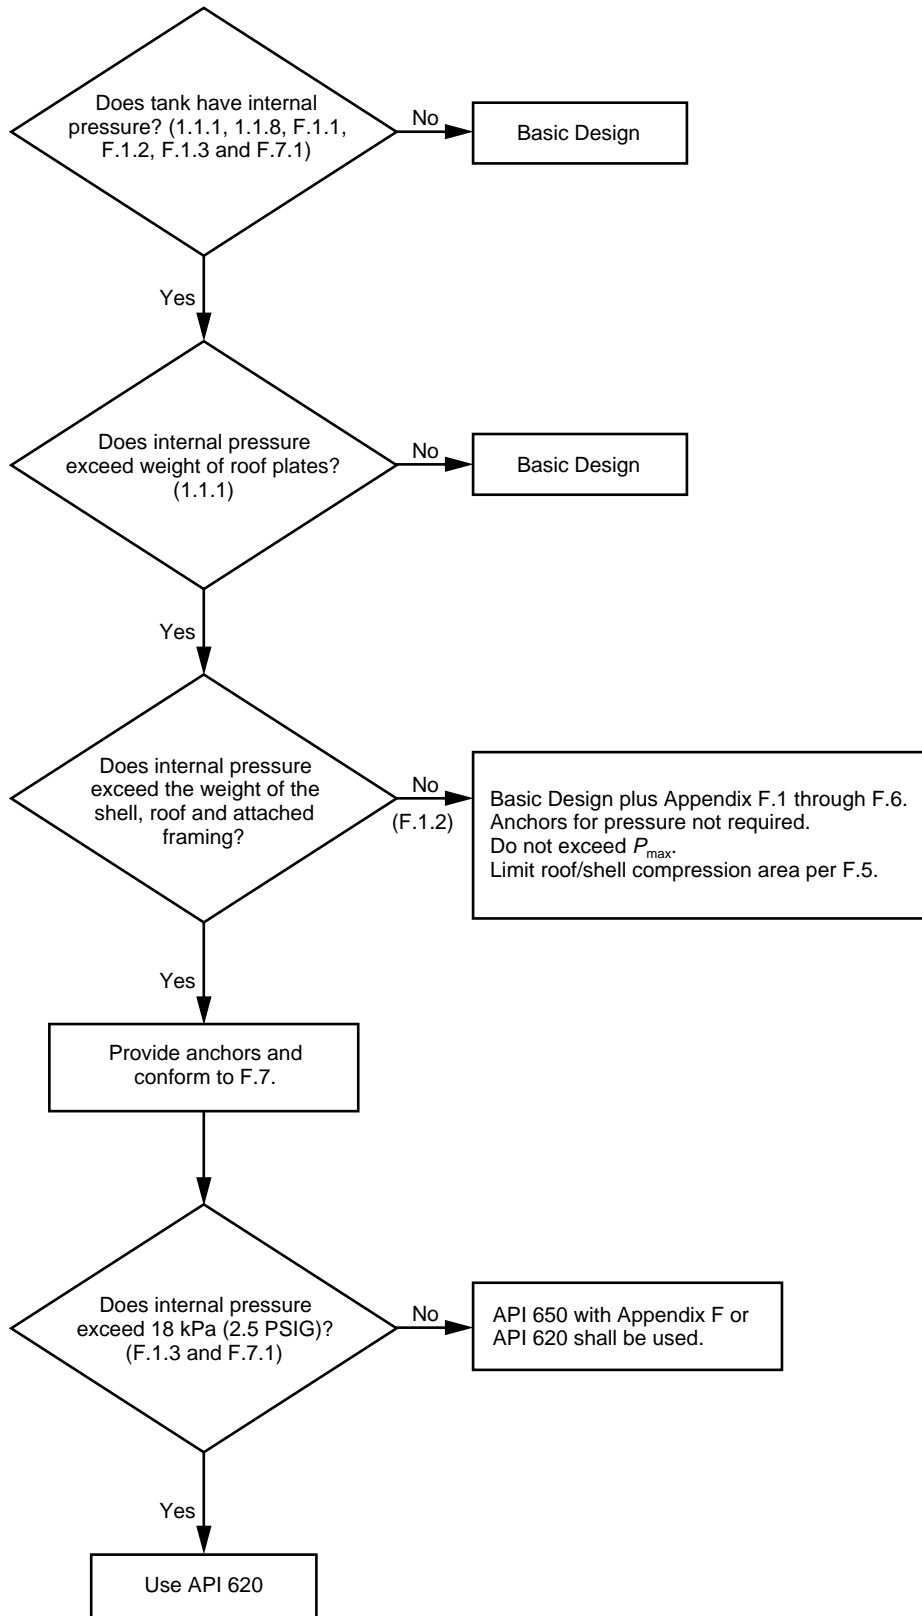 Does tank have internal
pressure? (1.1.1, 1.1.8, F.1.1,
F.1.2, F.1.3 and F.7.1)
No
Basic Design
Yes
Does internal pressure
exceed weight of roof plates?
(1.1.1)
No
Basic Design
Yes
Does internal pressure
exceed the weight of the
shell, roof and attached
framing?
No
(F.1.2)
Basic Design plus Appendix F.1 through F.6.
Anchors for pressure not required.
Do not exceed Pmax.
Limit roof/shell compression area per F.5.
Yes
Provide anchors and
conform to F.7.
Does internal pressure
exceed 18 kPa (2.5 PSIG)?
(F.1.3 and F.7.1)
No
API 650 with Appendix F or
API 620 shall be used.
Yes
Use API 620